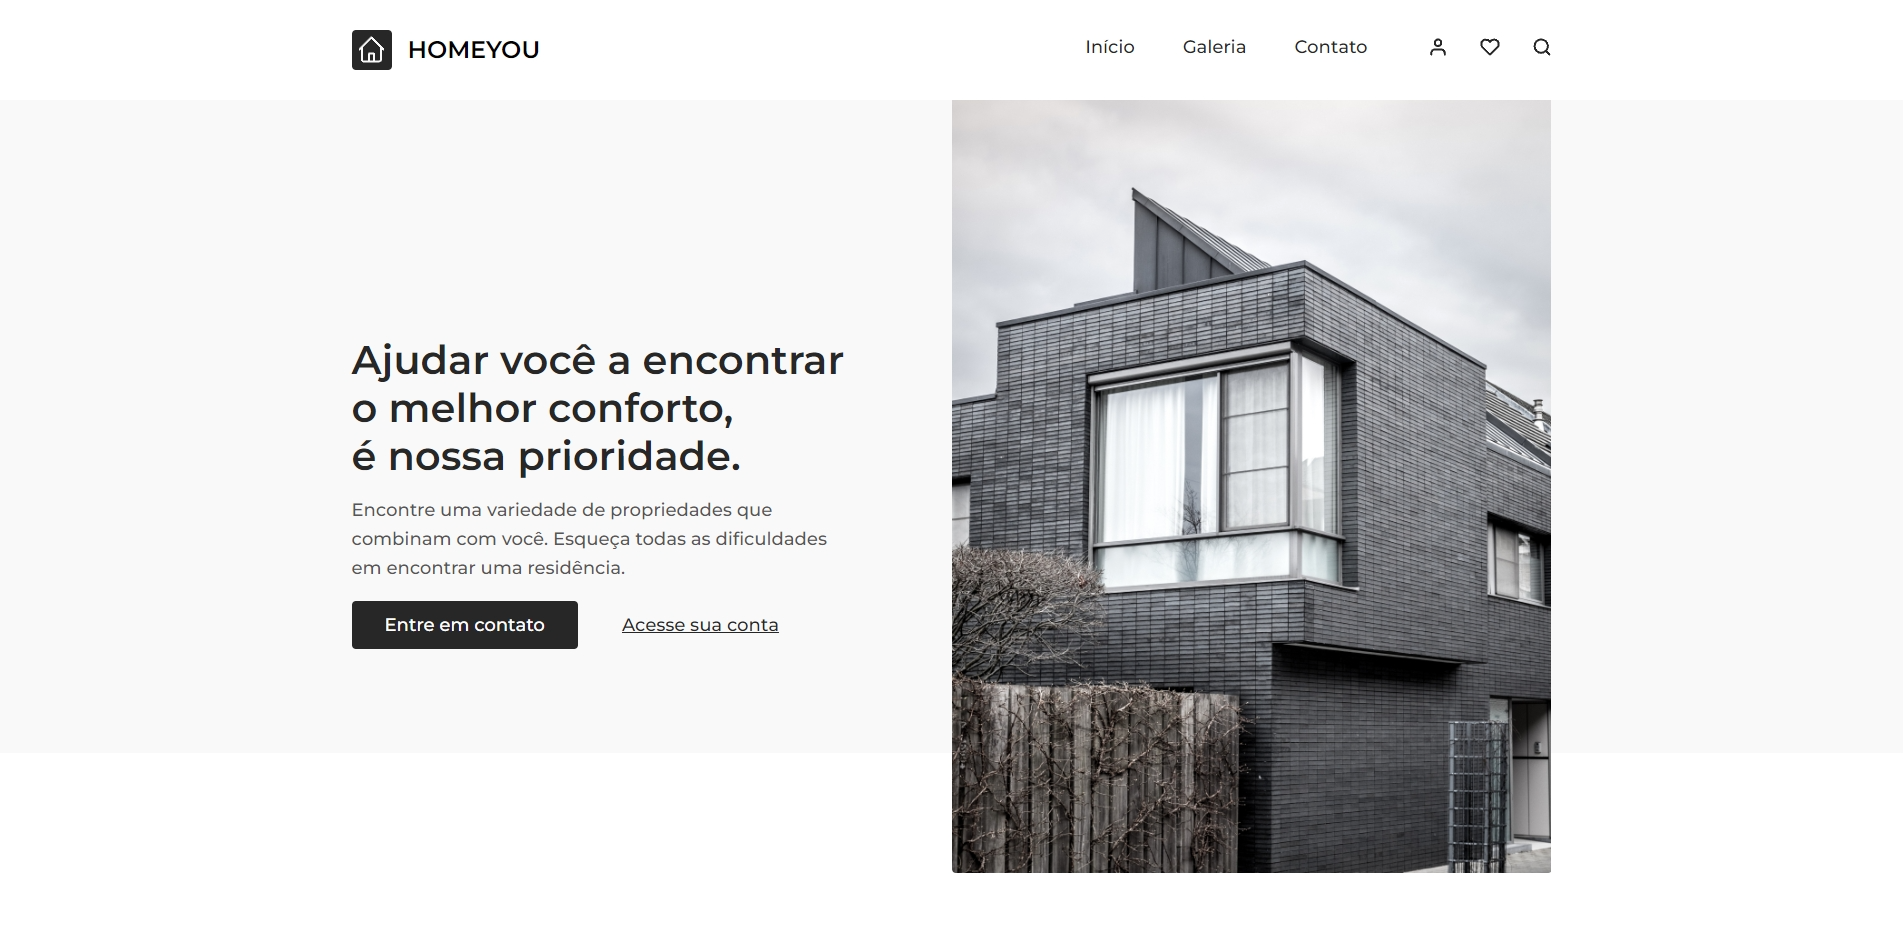 HOMEYOU
Início Galeria Contato
Ajudar você a encontrar
o melhor conforto,
é nossa prioridade.
Encontre uma variedade de propriedades que
combinam com você. Esqueça todas as dificuldades
em encontrar uma residência.
Entre em contato Acesse sua conta